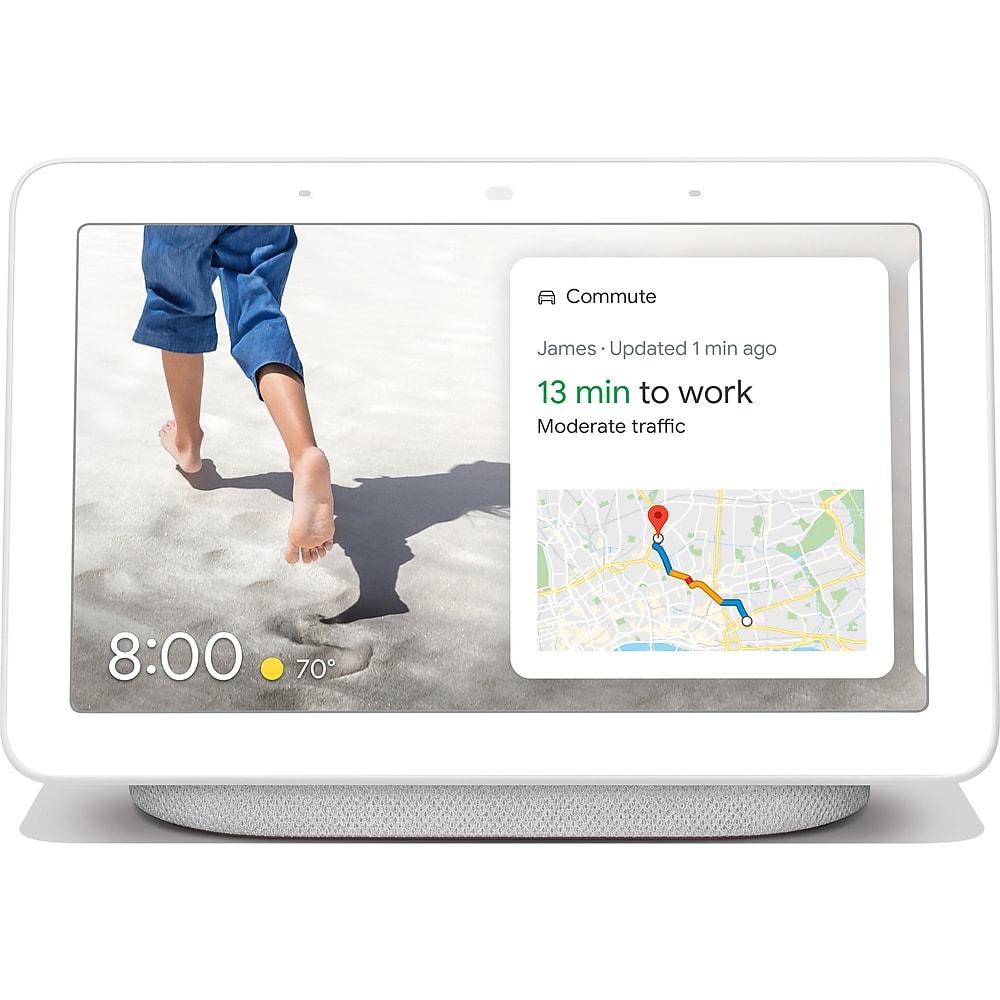 Commute
James · Updated 1 min ago
13 min to work
Moderate traffic
8:00 70°